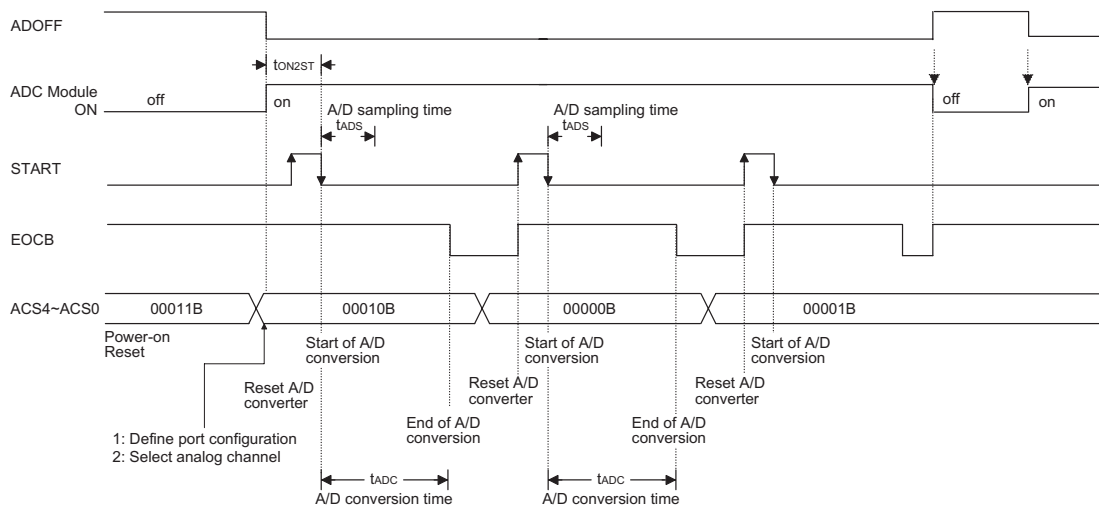 ADOFF
tON2ST
ADC Module
ON
off
on
A/D sampling time
tADS
A/D sampling time
tADS
off
on
START
EOCB
ACS4~ACS0
00011B
00010B
00000B
00001B
Power-on
Reset
Start of A/D
conversion
Start of A/D
conversion
Start of A/D
conversion
Reset A/D
converter
Reset A/D
converter
Reset A/D
converter
End of A/D
conversion
End of A/D
conversion
1: Define port configuration
2: Select analog channel
tADC
A/D conversion time
tADC
A/D conversion time